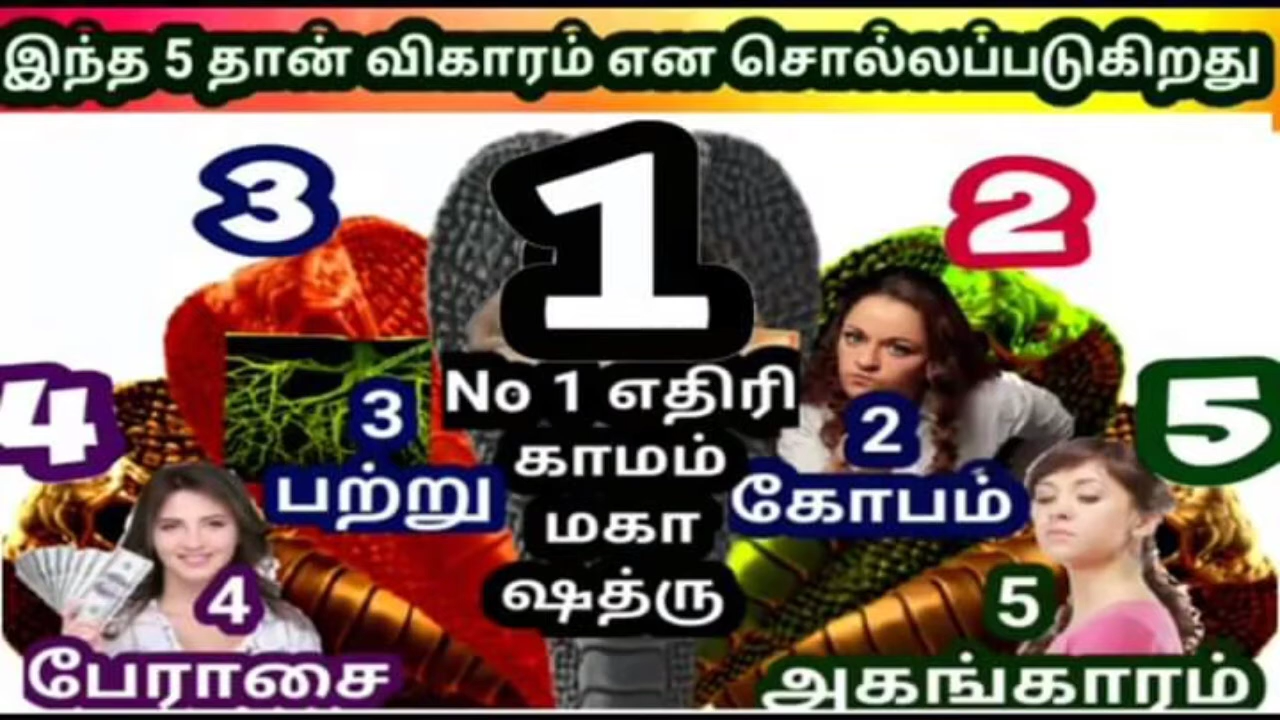 இந்த 5 தான் விகாரம் என சொல்லப்படுகிறது
3
1
2
4
5
No 1 எதிரி
காமம்
மகா
ஷத்ரு
3
பற்று
2
கோபம்
4
பேராசை
5
அகங்காரம்